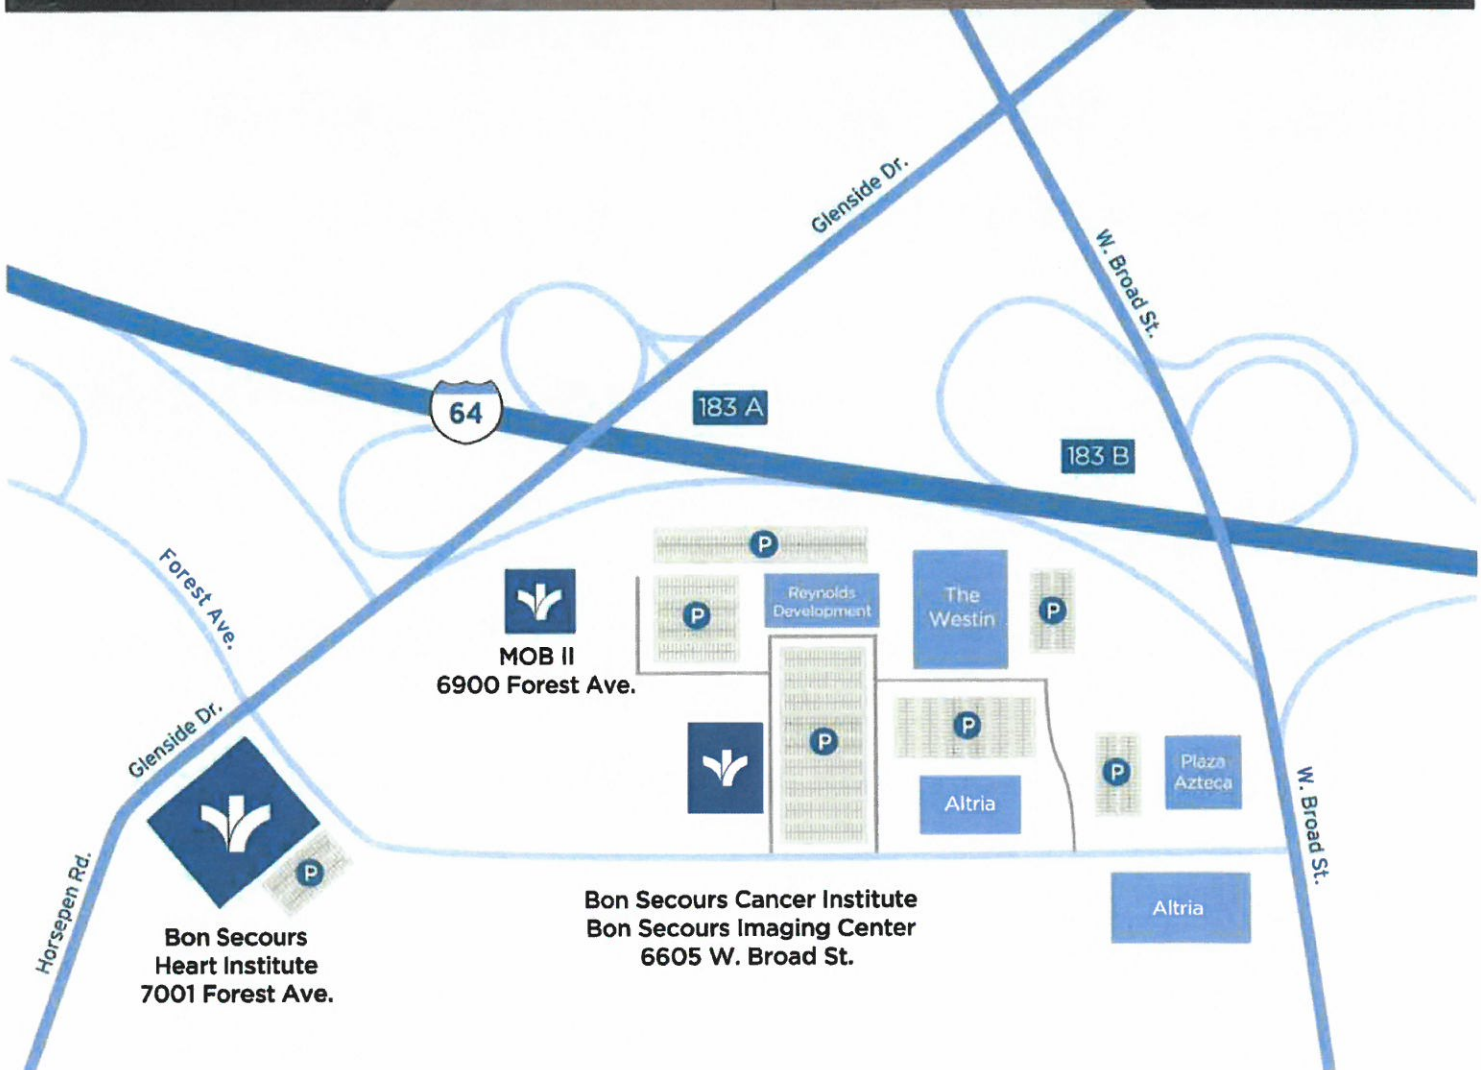 Glenside Dr.
W. Broad St.
64
183 A
183 B
P
Forest Ave.
Reynolds
Development
The
Westin
P
P
MOB II
6900 Forest Ave.
Glenside Dr.
P
P
P
Plaza
Azteca
Altria
W. Broad St.
Horsepen Rd.
P
Bon Secours
Heart Institute
7001 Forest Ave.
Bon Secours Cancer Institute
Bon Secours Imaging Center
6605 W. Broad St.
Altria